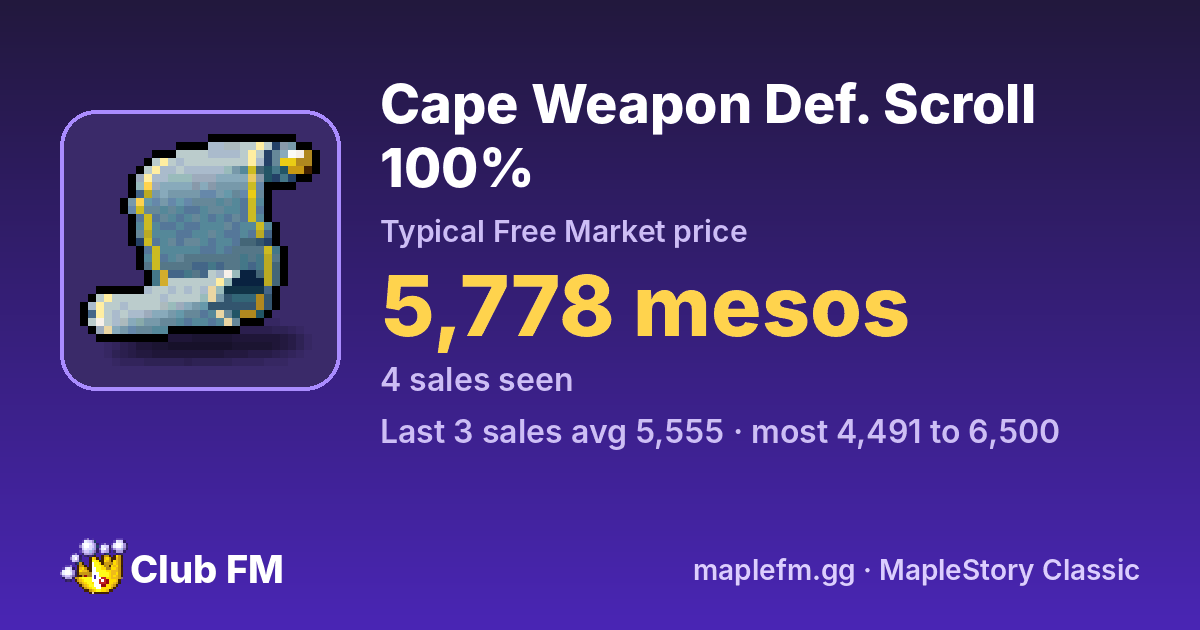 Cape Weapon Def. Scroll
100%
Typical Free Market price
5,778 mesos
4 sales seen
Last 3 sales avg 5,555 · most 4,491 to 6,500
Club FM
maplefm.gg · MapleStory Classic